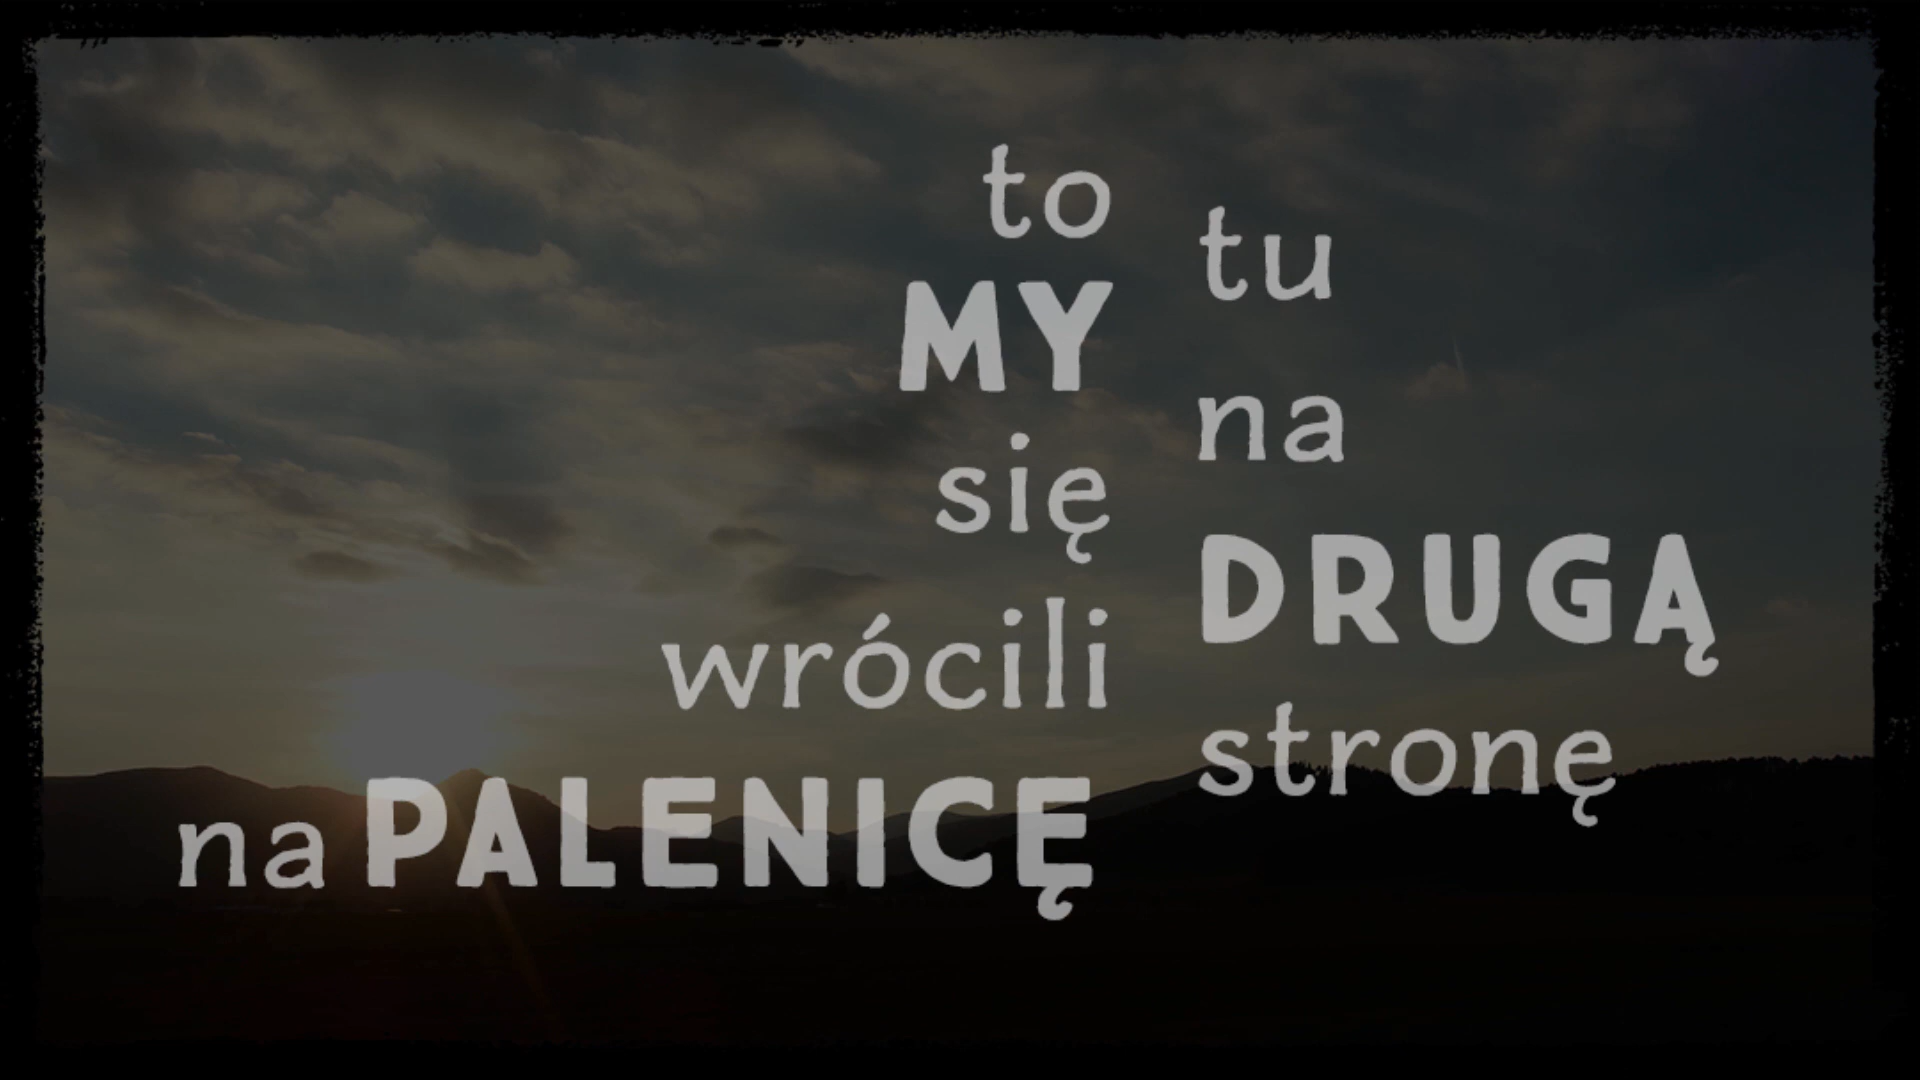 to
MY
się
wrócili
na PALENICĘ
tu
na
DRUGĄ
stronę